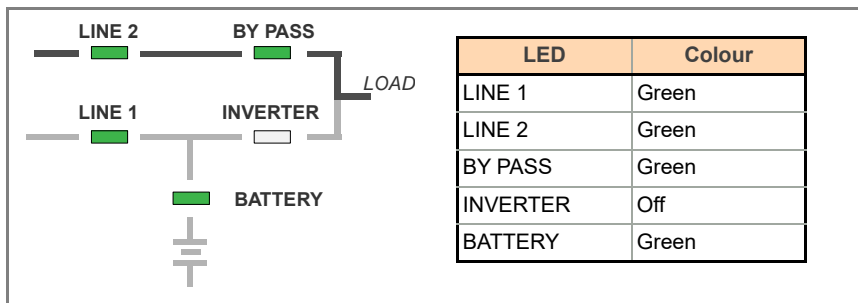 LINE 2 BY PASS
LOAD
LINE 1 INVERTER
BATTERY
LED Colour
LINE 1 Green
LINE 2 Green
BY PASS Green
INVERTER Off
BATTERY Green